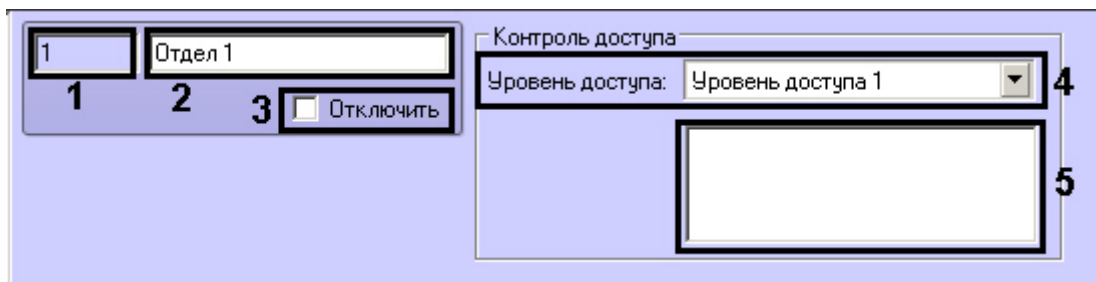 1 Отдел 1
1 2 3 Отключить
Контроль доступа
Уровень доступа: Уровень доступа 1 4
5